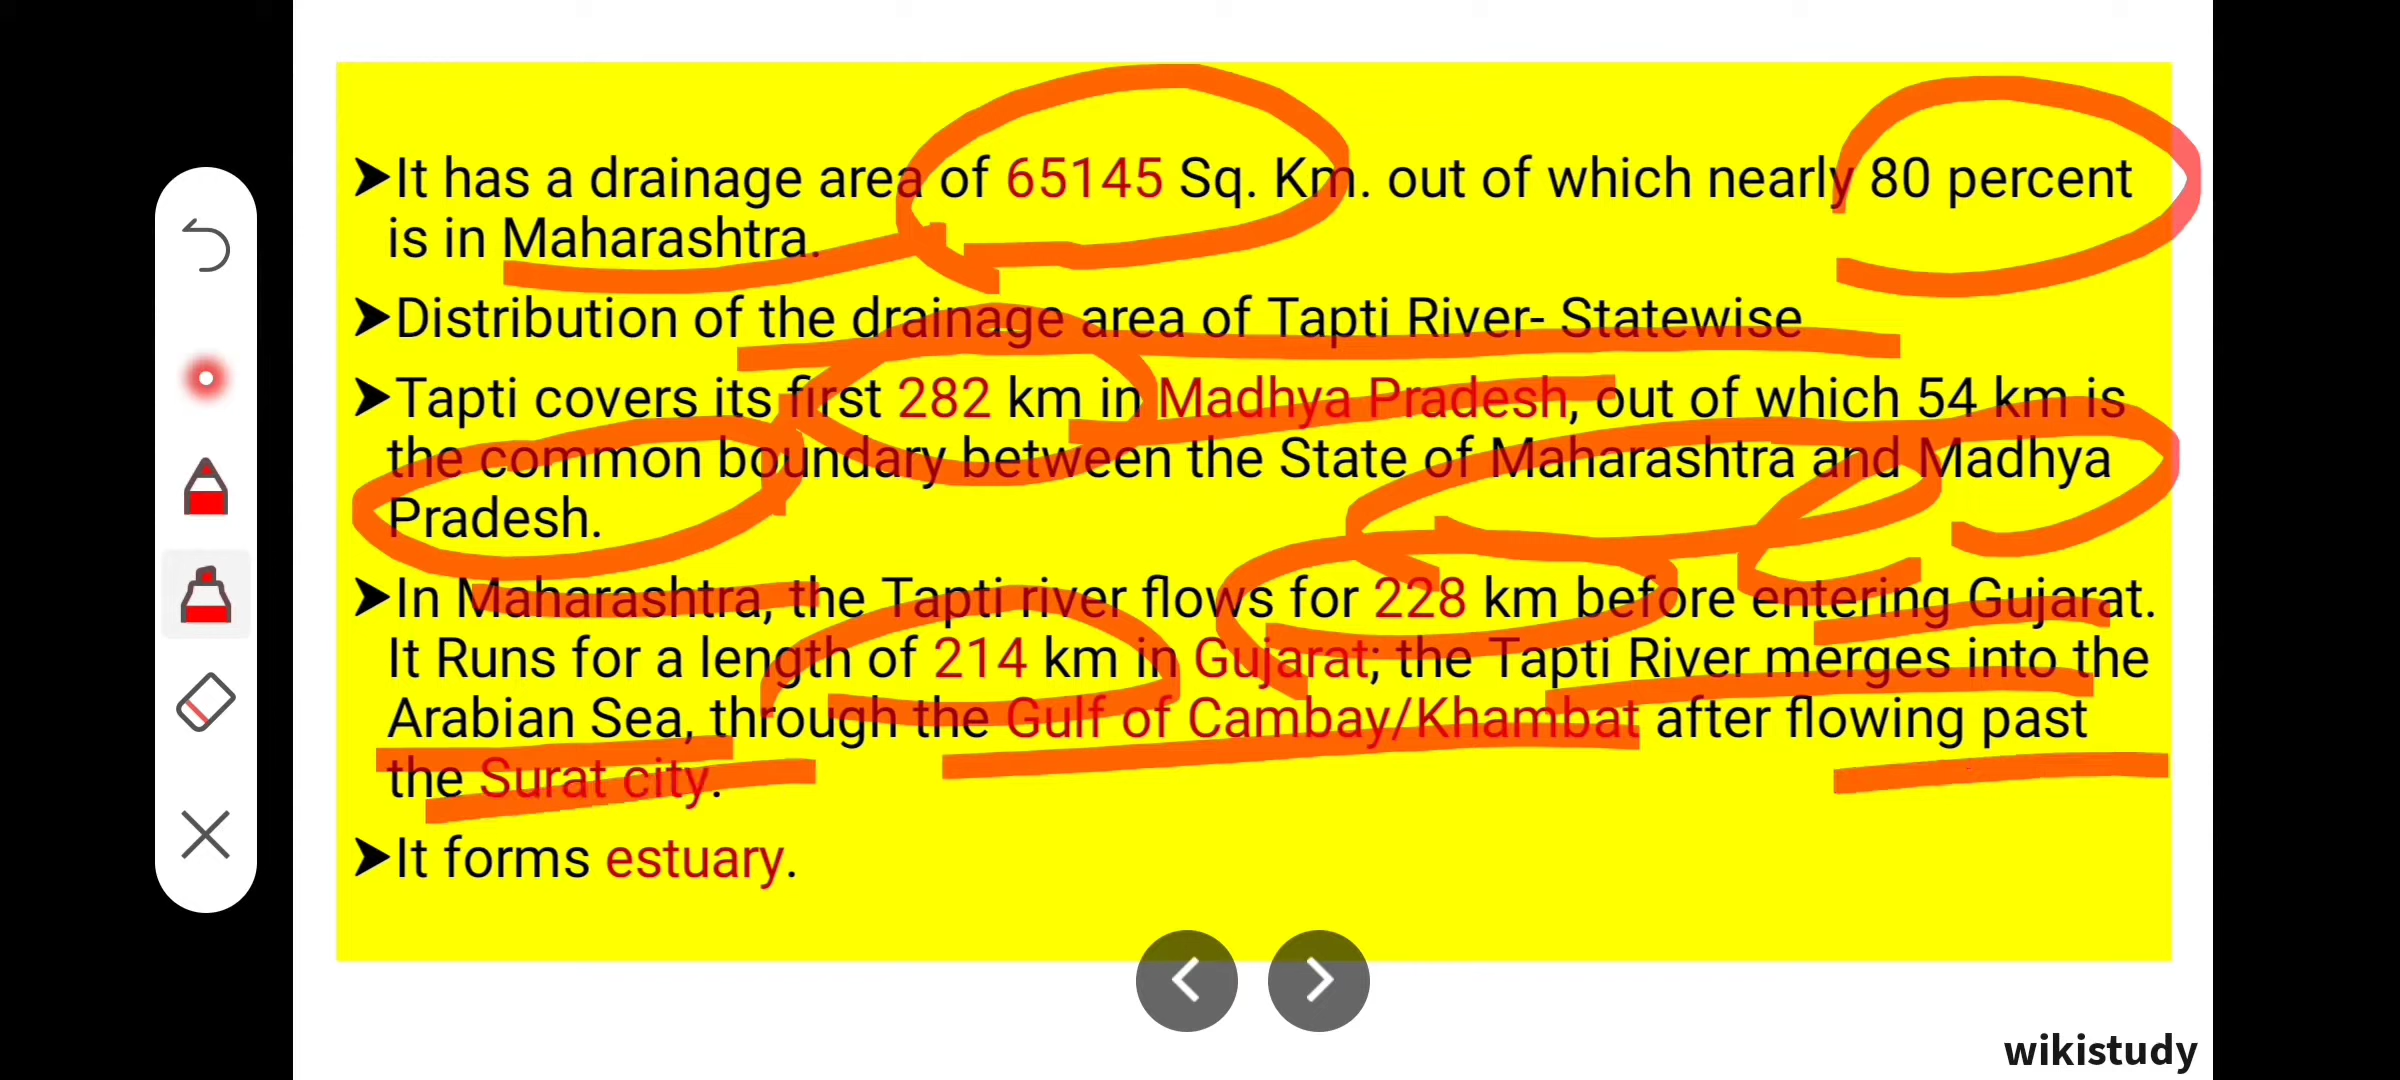 ➤It has a drainage area of 65145 Sq. Km. out of which nearly 80 percent
is in Maharashtra.
➤Distribution of the drainage area of Tapti River- Statewise
➤Tapti covers its first 282 km in Madhya Pradesh, out of which 54 km is
the common boundary between the State of Maharashtra and Madhya
Pradesh.
➤In Maharashtra, the Tapti river flows for 228 km before entering Gujarat.
It Runs for a length of 214 km in Gujarat; the Tapti River merges into the
Arabian Sea, through the Gulf of Cambay/Khambat after flowing past
the Surat city.
➤It forms estuary.
wikistudy